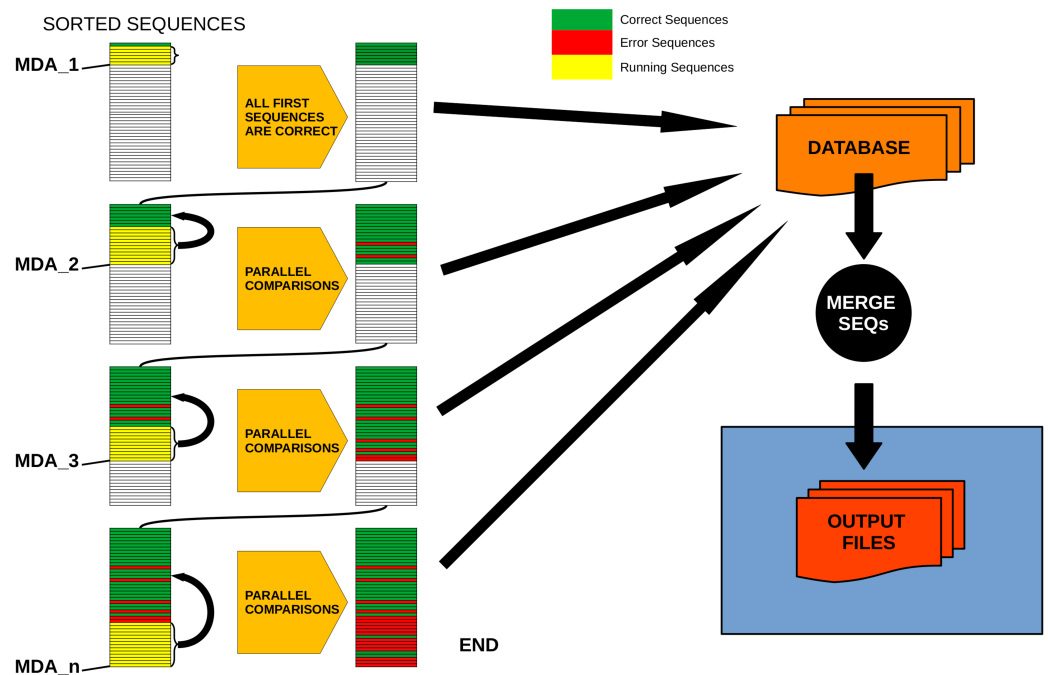 SORTED SEQUENCES
Correct Sequences
Error Sequences
Running Sequences
MDA_1
ALL FIRST
SEQUENCES
ARE CORRECT
DATABASE
MDA_2
PARALLEL
COMPARISONS
MERGE
SEQs
MDA_3
PARALLEL
COMPARISONS
OUTPUT
FILES
PARALLEL
COMPARISONS
END
MDA_n